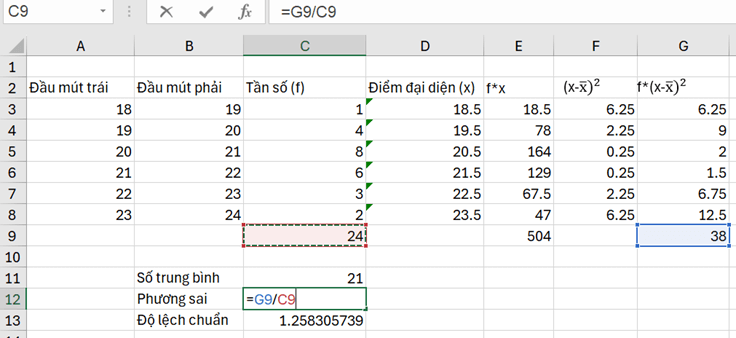 C9 fx =G9/C9
A B C D E F G
1
2 Đầu mút trái Đầu mút phải Tần số (f) Điểm đại diện (x) f*x (x-x̅)² f*(x-x̅)²
3 18 19 1 18.5 18.5 6.25 6.25
4 19 20 4 19.5 78 2.25 9
5 20 21 8 20.5 164 0.25 2
6 21 22 6 21.5 129 0.25 1.5
7 22 23 3 22.5 67.5 2.25 6.75
8 23 24 2 23.5 47 6.25 12.5
9 24 504 38
10
11 Số trung bình 21
12 Phương sai =G9/C9
13 Độ lệch chuẩn 1.258305739